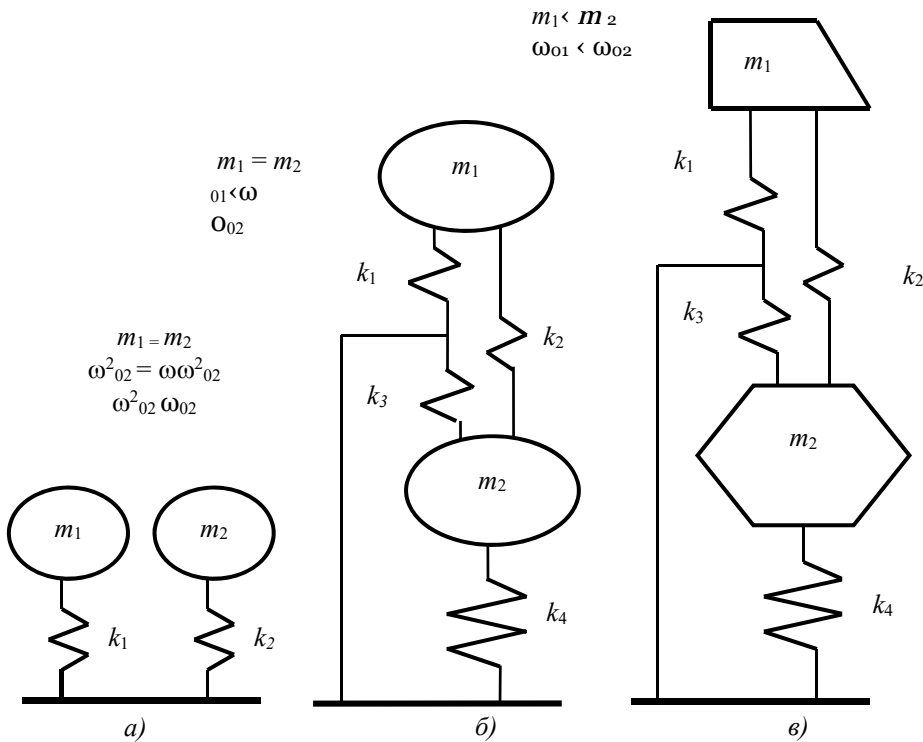 m₁‹ m ₂
ω₀₁ ‹ ω₀₂
m₁
m₁ = m₂
₀₁‹ω
O₀₂
m₁
k₁
k₁
k₂
k₃
k₂
m₁ = m₂
ω²₀₂ = ωω²₀₂
ω²₀₂ ω₀₂
k₃
m₂
m₂
m₁
m₂
k₁
k₂
k₄
k₄
а)
б)
в)